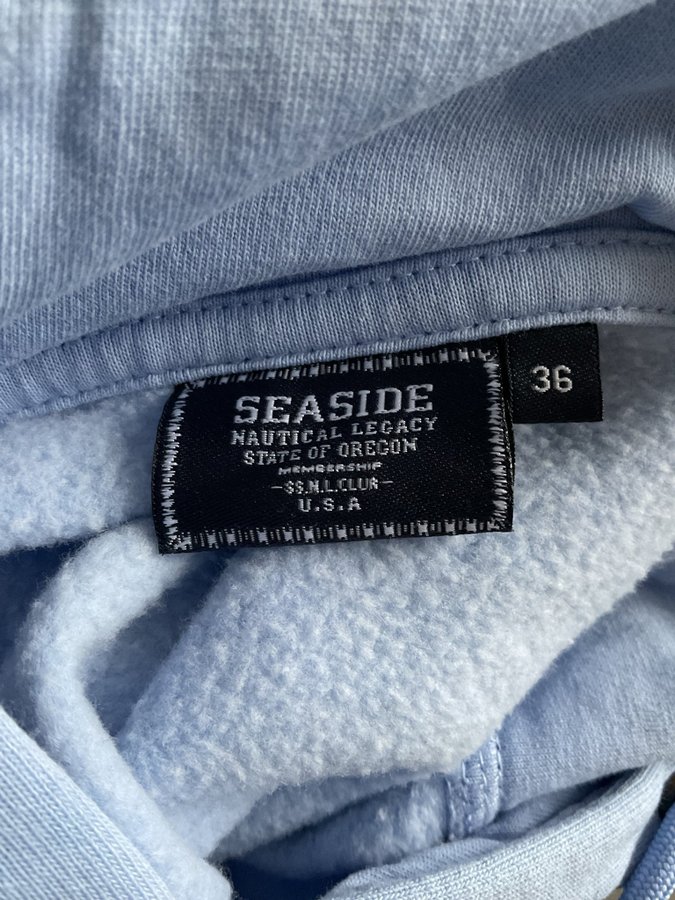 SEASIDE
NAUTICAL LEGACY
STATE OF OREGON
MEMBERSHIP
-SS.N.L.CLUB-
U.S.A
36